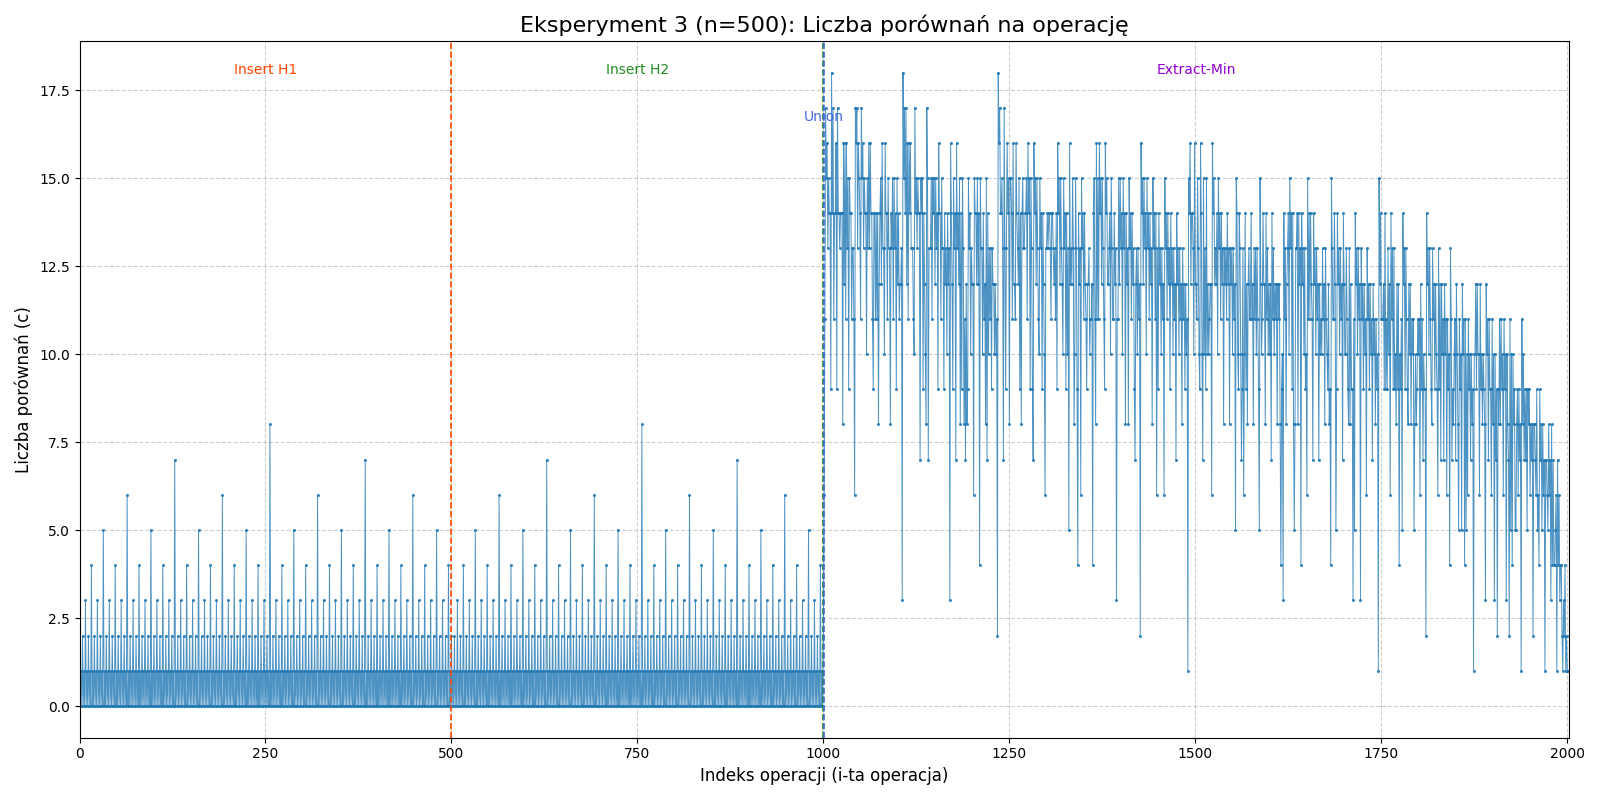 Eksperyment 3 (n=500): Liczba porównań na operację
Insert H1
Insert H2
Extract-Min
Union
Liczba porównań (c)
17.5
15.0
12.5
10.0
7.5
5.0
2.5
0.0
0
250
500
750
1000
1250
1500
1750
2000
Indeks operacji (i-ta operacja)